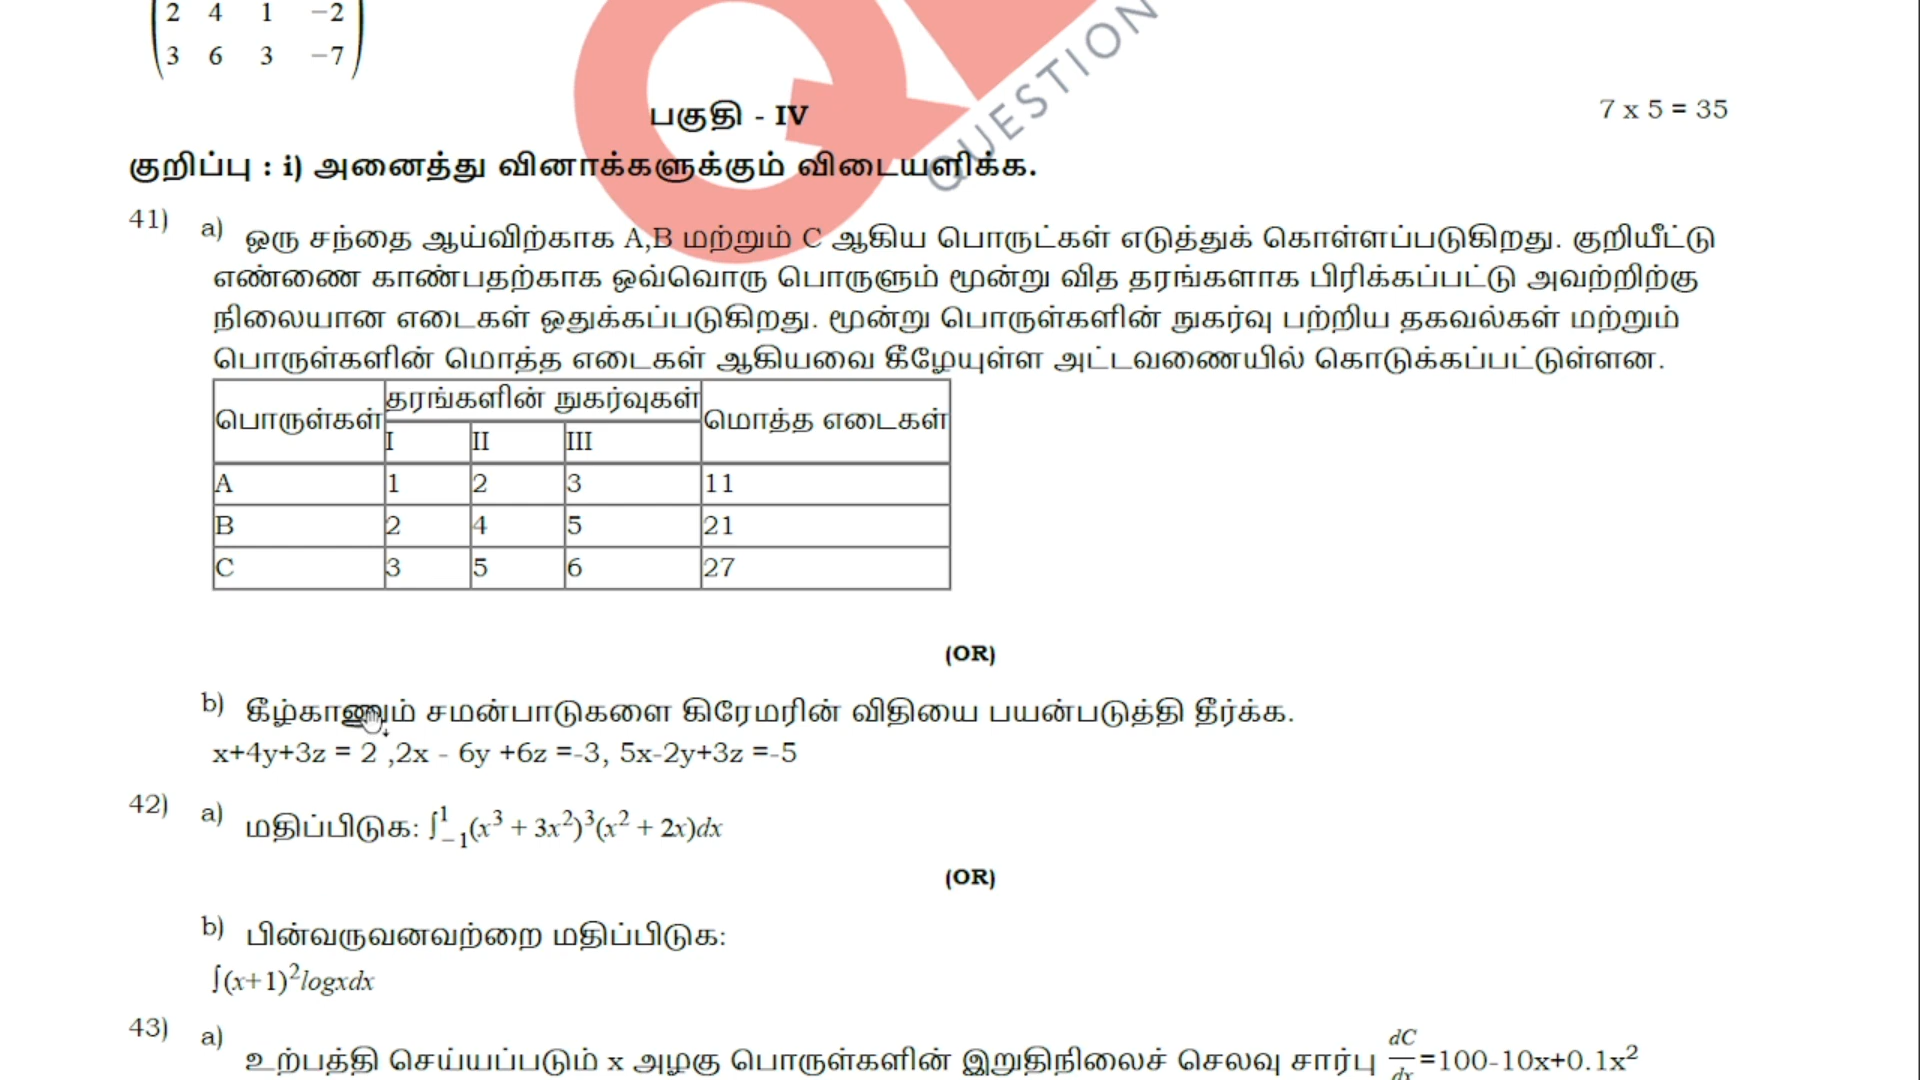 2 4 1 −2
3 6 3 −7
QUESTION
பகுதி - IV
7 x 5 = 35
குறிப்பு : i) அனைத்து வினாக்களுக்கும் விடையளிக்க.
41) a) ஒரு சந்தை ஆய்விற்காக A,B மற்றும் C ஆகிய பொருட்கள் எடுத்துக் கொள்ளப்படுகிறது. குறியீட்டு
எண்ணை காண்பதற்காக ஒவ்வொரு பொருளும் மூன்று வித தரங்களாக பிரிக்கப்பட்டு அவற்றிற்கு
நிலையான எடைகள் ஒதுக்கப்படுகிறது. மூன்று பொருள்களின் நுகர்வு பற்றிய தகவல்கள் மற்றும்
பொருள்களின் மொத்த எடைகள் ஆகியவை கீழேயுள்ள அட்டவணையில் கொடுக்கப்பட்டுள்ளன.
பொருள்கள் தரங்களின் நுகர்வுகள் மொத்த எடைகள்
I II III
A 1 2 3 11
B 2 4 5 21
C 3 5 6 27
(OR)
b) கீழ்காணும் சமன்பாடுகளை கிரேமரின் விதியை பயன்படுத்தி தீர்க்க.
x+4y+3z = 2 ,2x - 6y +6z =-3, 5x-2y+3z =-5
42) a) மதிப்பிடுக: ∫₋₁¹(x³ + 3x²)³(x² + 2x)dx
(OR)
b) பின்வருவனவற்றை மதிப்பிடுக:
∫(x+1)²logxdx
43) a) உற்பத்தி செய்யப்படும் x அழகு பொருள்களின் இறுதிநிலைச் செலவு சார்பு dC/dx=100-10x+0.1x²